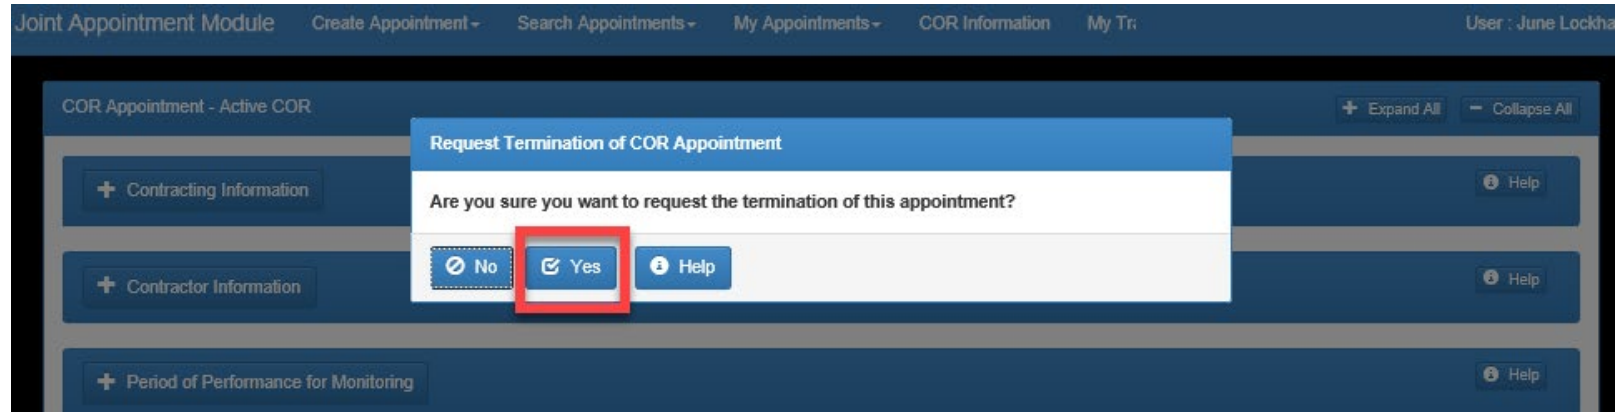 Joint Appointment Module Create Appointment Search Appointments My Appointments COR Information My User : June
COR Appointment - Active COR Expand All Collapse All
Request Termination of COR Appointment
Contracting Information Help
Are you sure you want to request the termination of this appointment?
No Yes Help
Contractor Information Help
Period of Performance for Monitoring Help